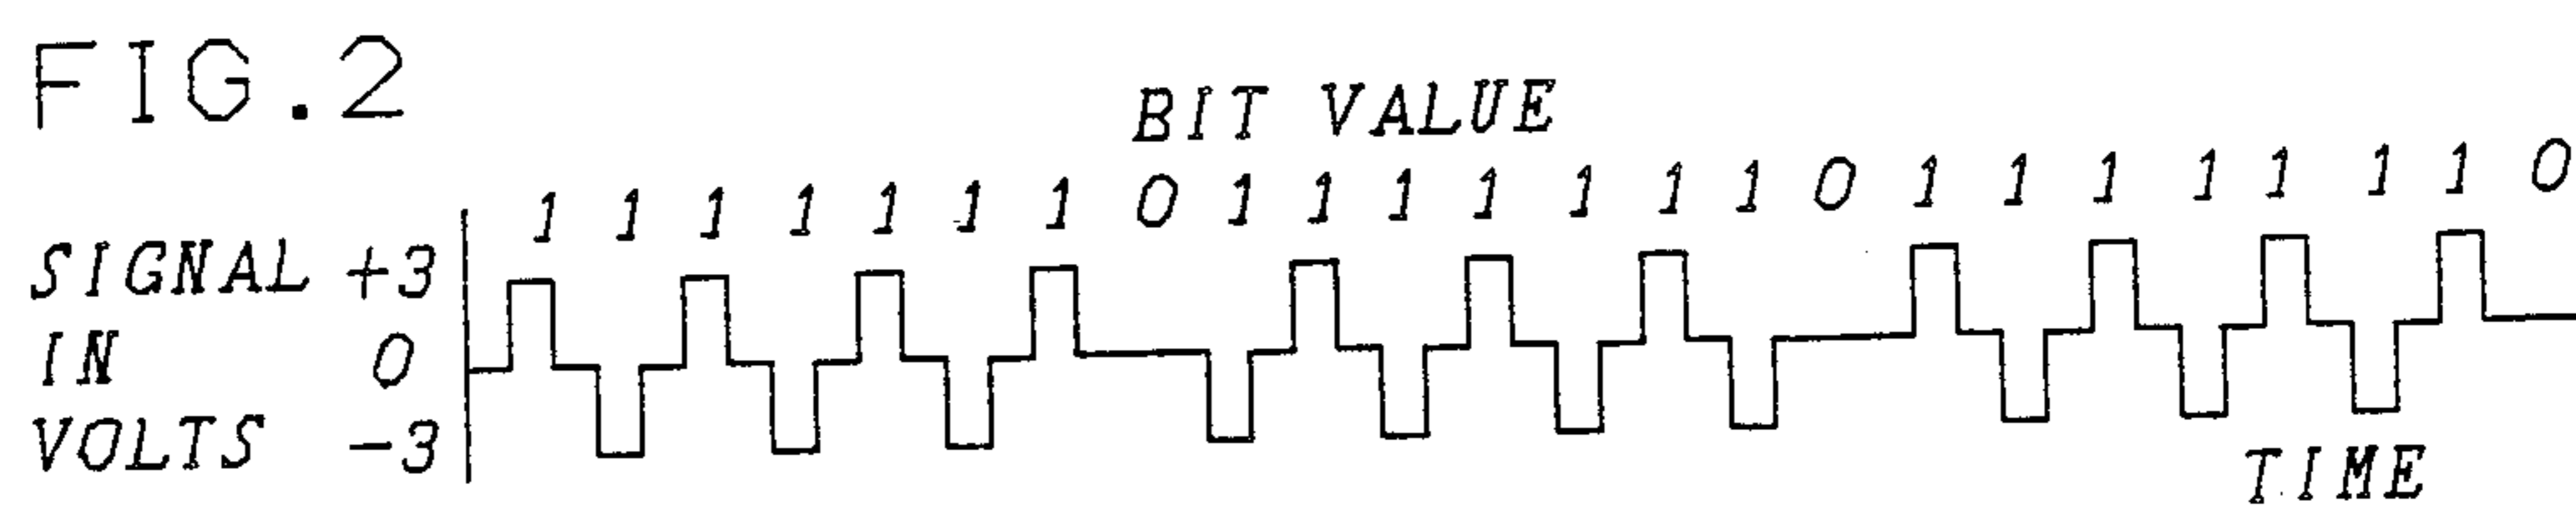 FIG.2
BIT VALUE
1 1 1 1 1 1 1 0 1 1 1 1 1 1 1 0 1 1 1 1 1 1 1 0
SIGNAL +3
IN 0
VOLTS -3
TIME